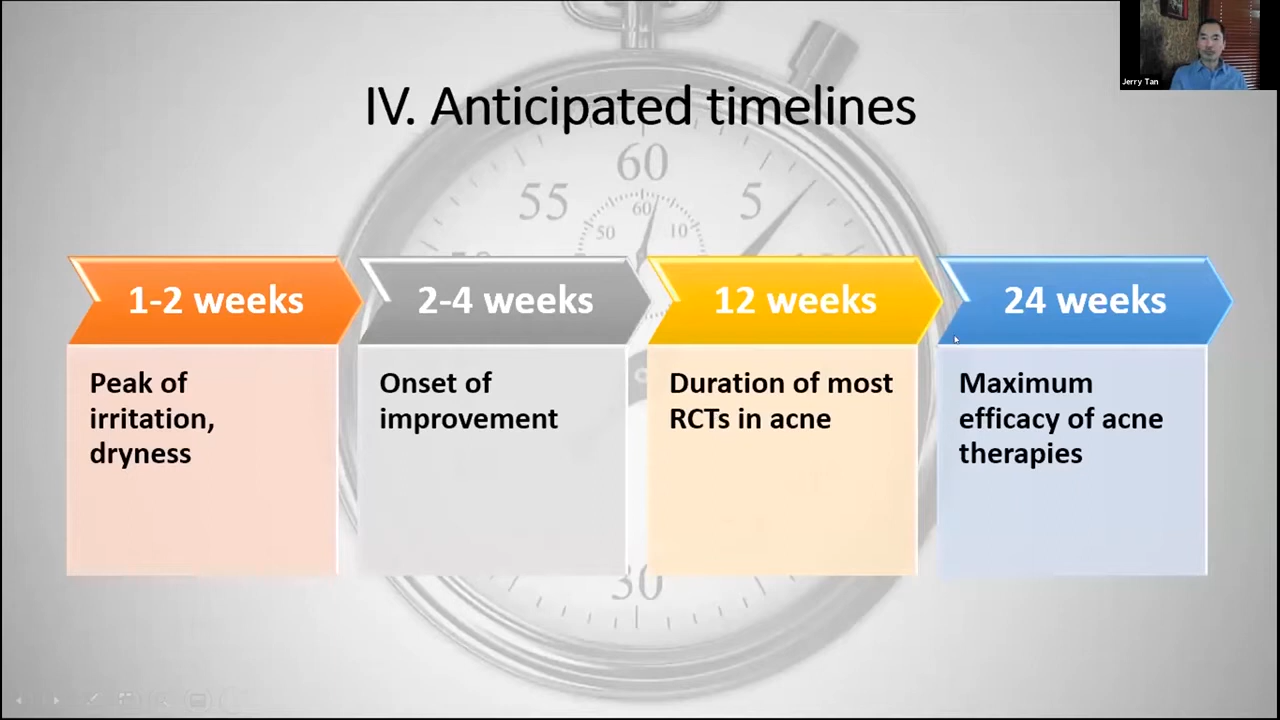 Jerry Tan
IV. Anticipated timelines
60
55
5
60
50
10
1-2 weeks
2-4 weeks
12 weeks
24 weeks
Peak of
irritation,
dryness
Onset of
improvement
Duration of most
RCTs in acne
Maximum
efficacy of acne
therapies
30